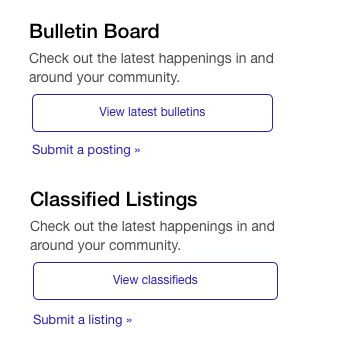 Bulletin Board
Check out the latest happenings in and
around your community.
View latest bulletins
Submit a posting »
Classified Listings
Check out the latest happenings in and
around your community.
View classifieds
Submit a listing »